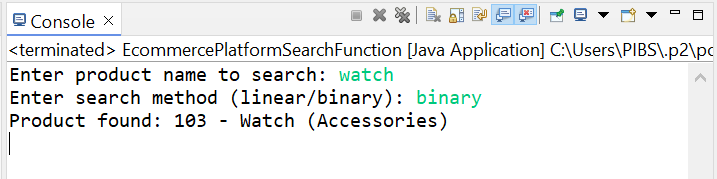 Console
<terminated> EcommercePlatformSearchFunction [Java Application] C:\Users\PIBS\.p2\po
Enter product name to search: watch
Enter search method (linear/binary): binary
Product found: 103 - Watch (Accessories)